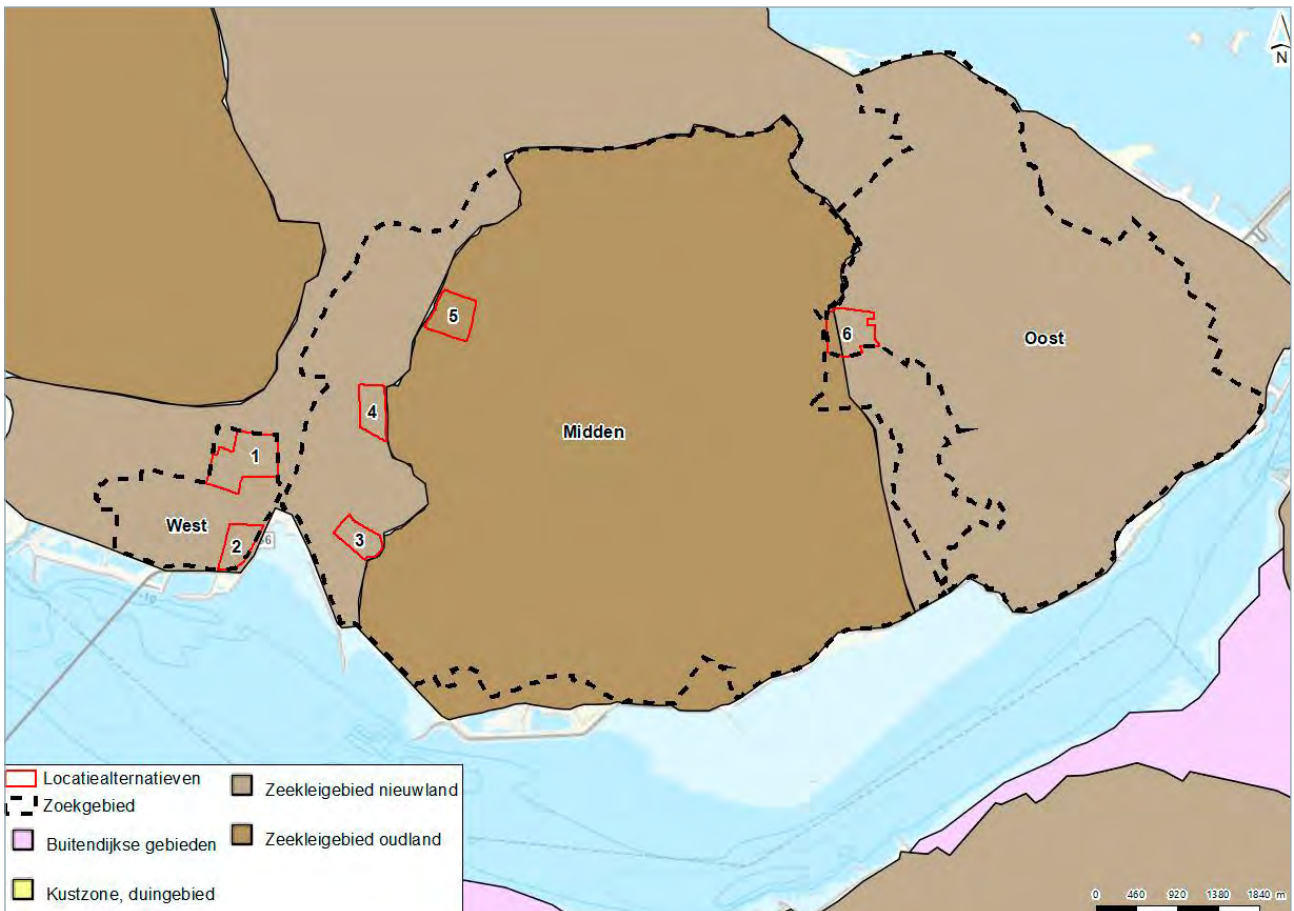 N
Oost
Midden
West
1
2
3
4
5
6
Locatiealternatieven
Zoekgebied
Buitendijkse gebieden
Kustzone, duingebied
Zeekleigebied nieuwland
Zeekleigebied oudland
0 460 920 1380 1840 m